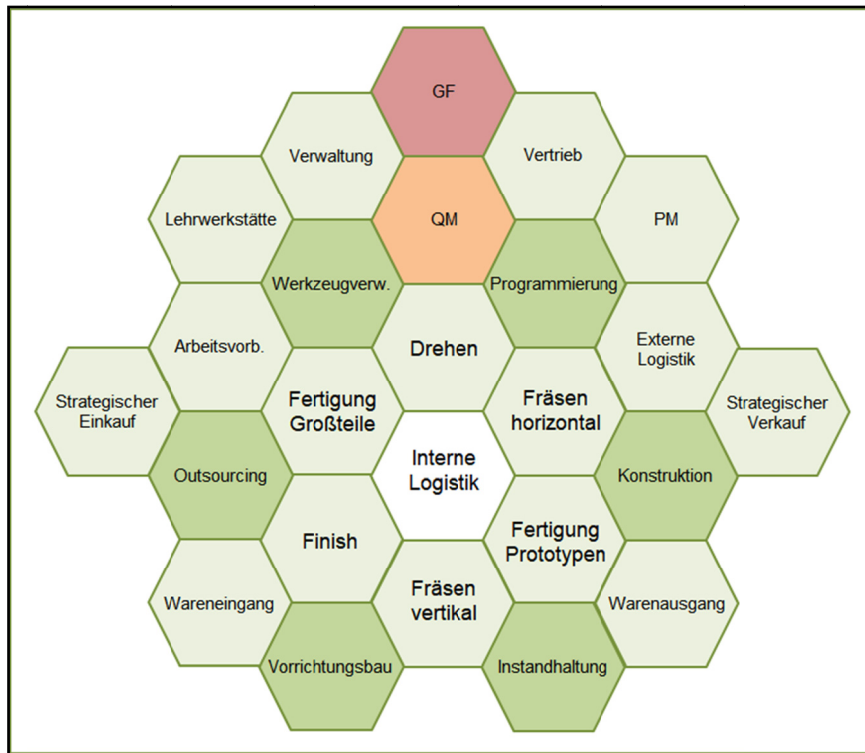 GF
Verwaltung
Vertrieb
Lehrwerkstätte
QM
PM
Werkzeugverw.
Programmierung
Arbeitsvorb.
Drehen
Externe
Logistik
Strategischer
Einkauf
Fertigung
Großteile
Fräsen
horizontal
Strategischer
Verkauf
Outsourcing
Interne
Logistik
Konstruktion
Finish
Fertigung
Prototypen
Wareneingang
Fräsen
vertikal
Warenausgang
Vorrichtungsbau
Instandhaltung